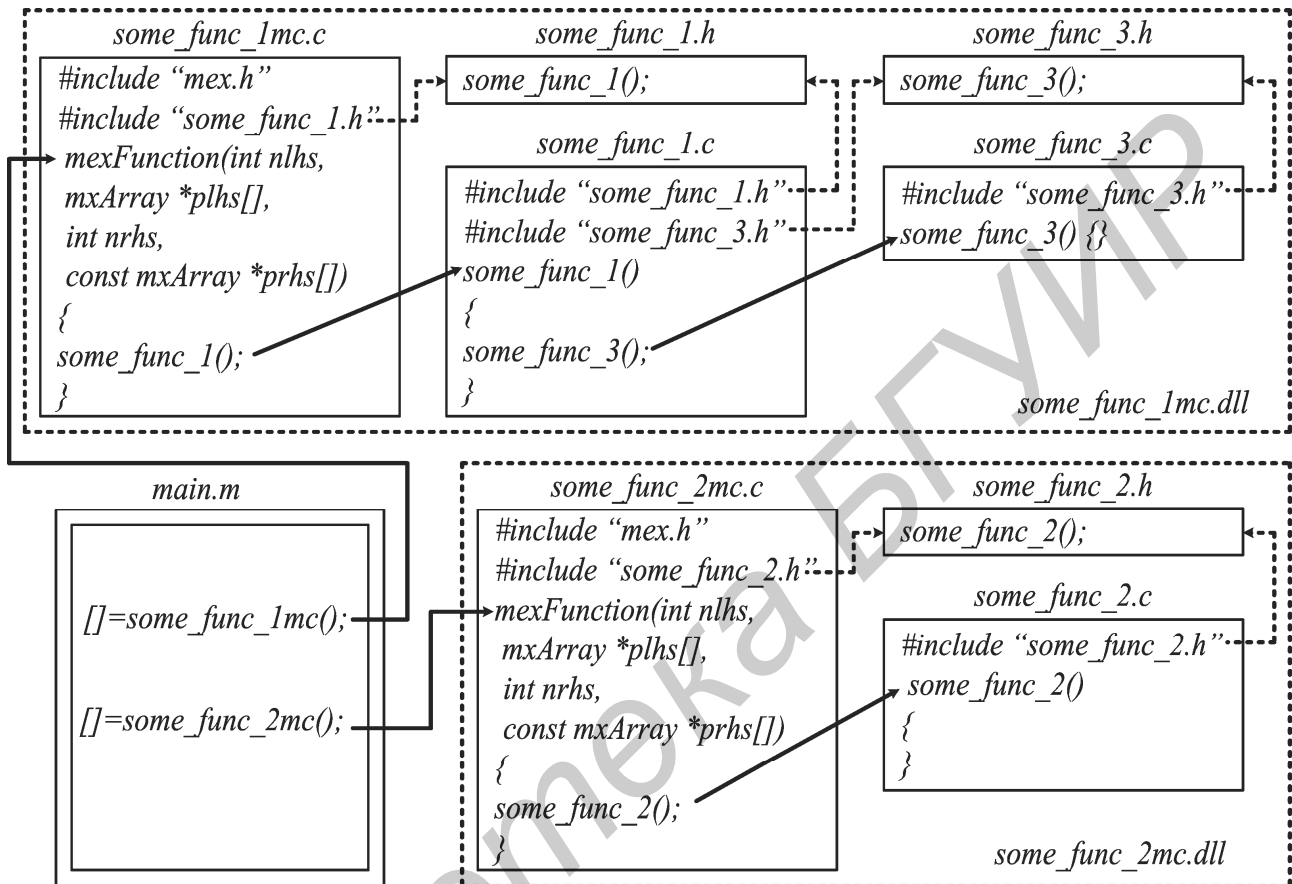 some_func_1mc.c
#include “mex.h”
#include “some_func_1.h”
mexFunction(int nlhs,
mxArray *plhs[],
int nrhs,
const mxArray *prhs[])
{
some_func_1();
}
some_func_1.h
some_func_1();
some_func_3.h
some_func_3();
some_func_1.c
#include “some_func_1.h”
#include “some_func_3.h”
some_func_1()
{
some_func_3();
}
some_func_3.c
#include “some_func_3.h”
some_func_3() {}
some_func_1mc.dll
main.m
[]=some_func_1mc();
[]=some_func_2mc();
some_func_2mc.c
#include “mex.h”
#include “some_func_2.h”
mexFunction(int nlhs,
mxArray *plhs[],
int nrhs,
const mxArray *prhs[])
{
some_func_2();
}
some_func_2.h
some_func_2();
some_func_2.c
#include “some_func_2.h”
some_func_2()
{
}
some_func_2mc.dll
БГУИР